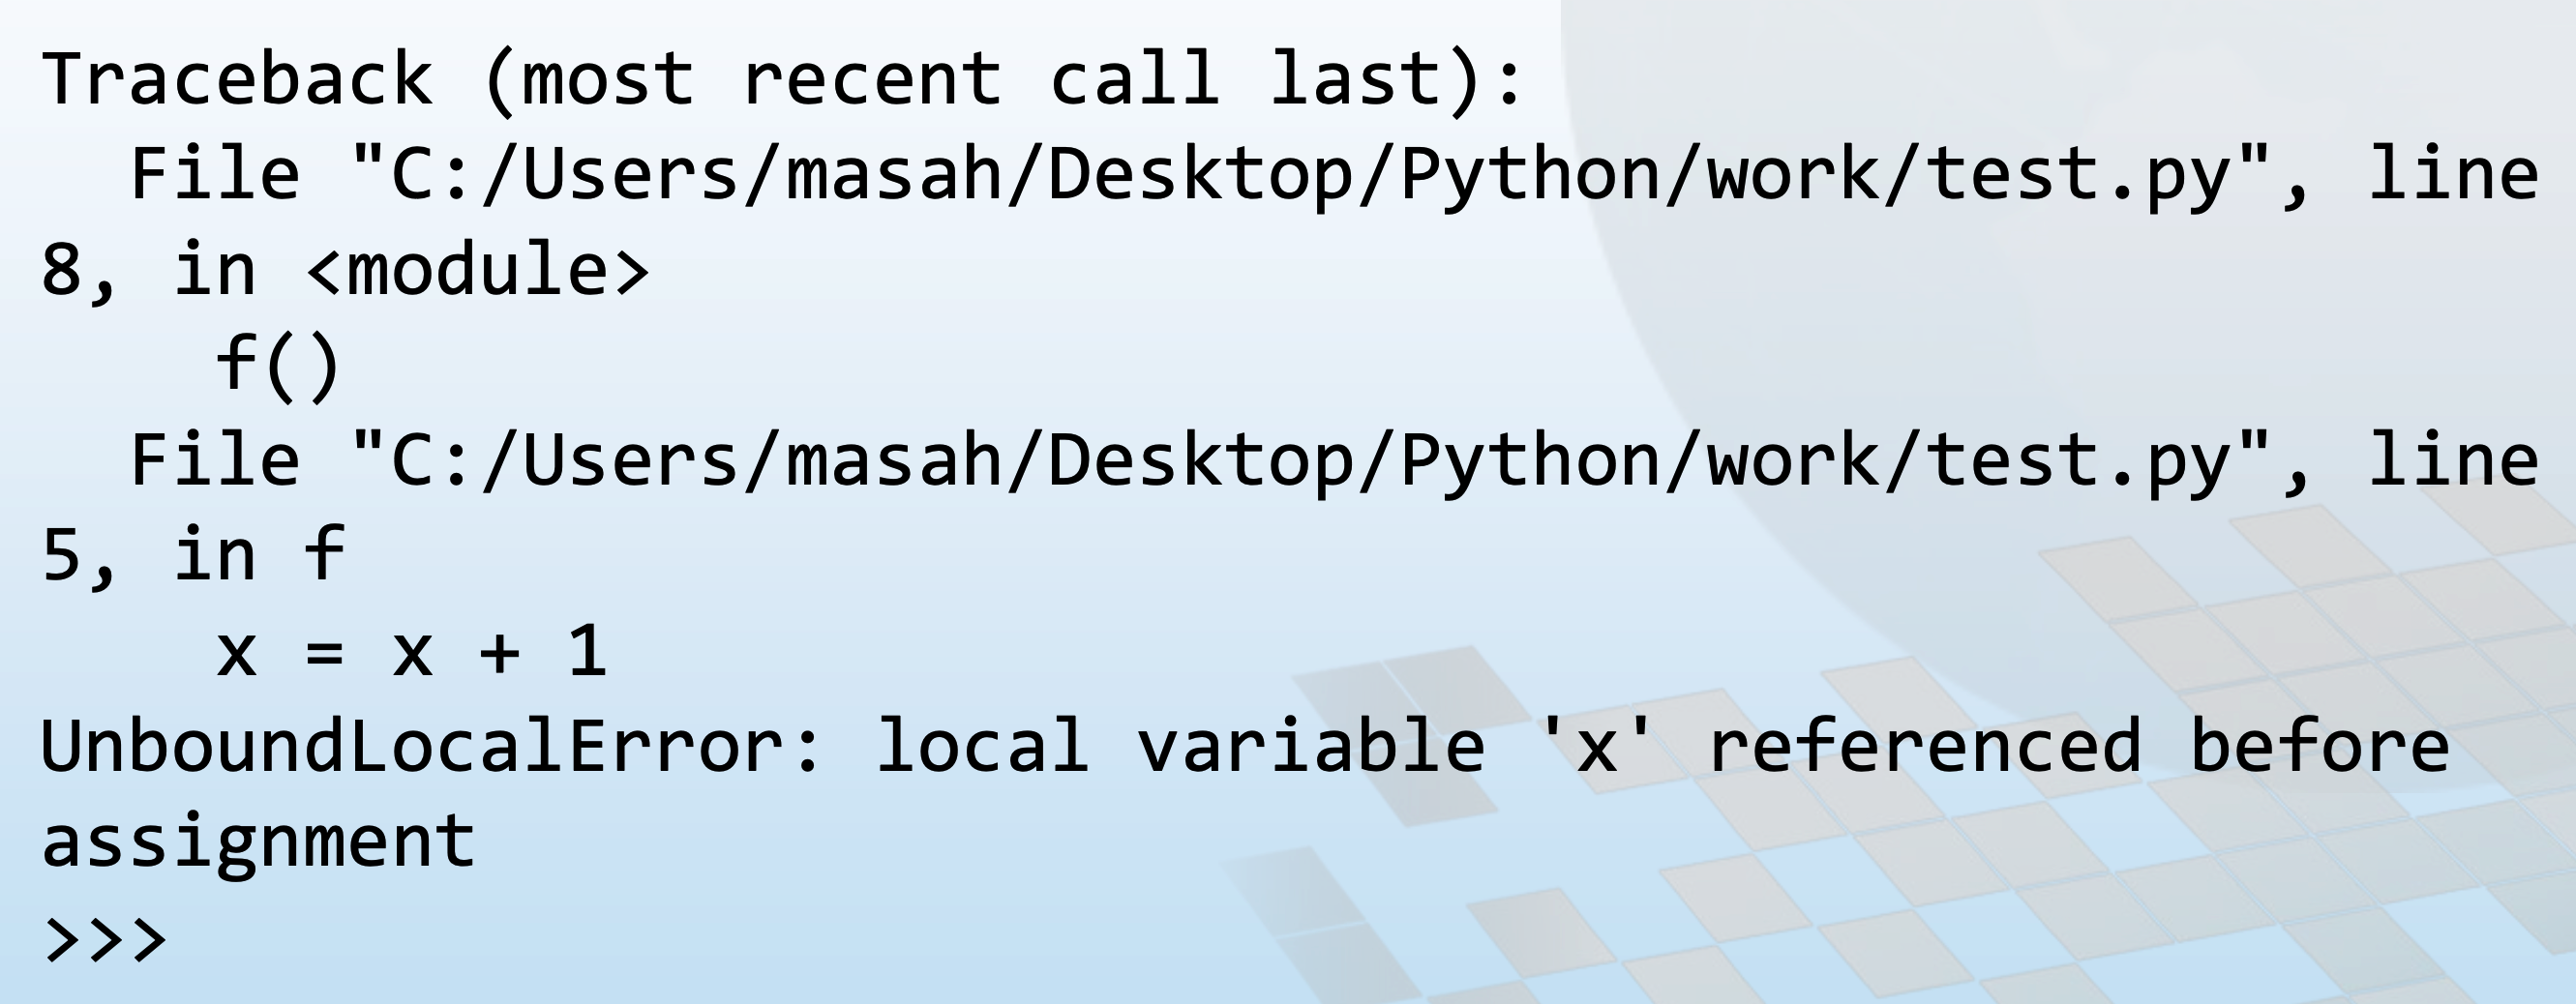 Traceback (most recent call last):
  File "C:/Users/masah/Desktop/Python/work/test.py", line
8, in <module>
    f()
  File "C:/Users/masah/Desktop/Python/work/test.py", line
5, in f
    x = x + 1
UnboundLocalError: local variable 'x' referenced before
assignment
>>>